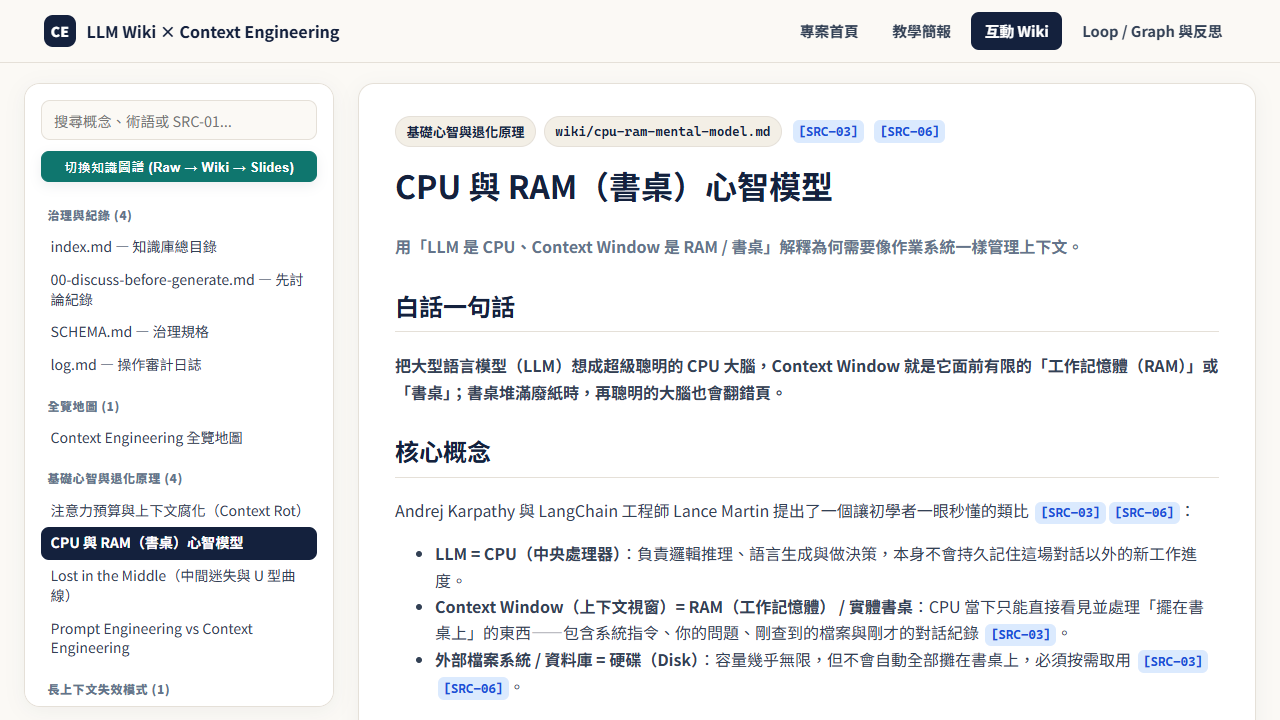 CE LLM Wiki × Context Engineering
專案首頁 教學簡報 互動 Wiki Loop / Graph 與反思
搜尋概念、術語或 SRC-01...
切換知識圖譜 (Raw → Wiki → Slides)
治理與紀錄 (4)
index.md — 知識庫總目錄
00-discuss-before-generate.md — 先討
論紀錄
SCHEMA.md — 治理規格
log.md — 操作審計日誌
全覽地圖 (1)
Context Engineering 全覽地圖
基礎心智與退化原理 (4)
注意力預算與上下文腐化（Context Rot）
CPU 與 RAM（書桌）心智模型
Lost in the Middle（中間迷失與 U 型曲
線）
Prompt Engineering vs Context
Engineering
長上下文失效模式 (1)
基礎心智與退化原理 wiki/cpu-ram-mental-model.md [SRC-03] [SRC-06]
CPU 與 RAM（書桌）心智模型
用「LLM 是 CPU、Context Window 是 RAM / 書桌」解釋為何需要像作業系統一樣管理上下文。
白話一句話
把大型語言模型（LLM）想成超級聰明的 CPU 大腦，Context Window 就是它面前有限的「工作記憶體（RAM）」或
「書桌」；書桌堆滿廢紙時，再聰明的大腦也會翻錯頁。
核心概念
Andrej Karpathy 與 LangChain 工程師 Lance Martin 提出了一個讓初學者一眼秒懂的類比 [SRC-03] [SRC-06]：
• LLM = CPU（中央處理器）：負責邏輯推理、語言生成與做決策，本身不會持久記住這場對話以外的新工作進
度。
• Context Window（上下文視窗）= RAM（工作記憶體） / 實體書桌：CPU 當下只能直接看見並處理「擺在書
桌上」的東西——包含系統指令、你的問題、剛查到的檔案與剛才的對話紀錄 [SRC-03]。
• 外部檔案系統 / 資料庫 = 硬碟（Disk）：容量幾乎無限，但不會自動全部攤在書桌上，必須按需取用 [SRC-03]
[SRC-06]。